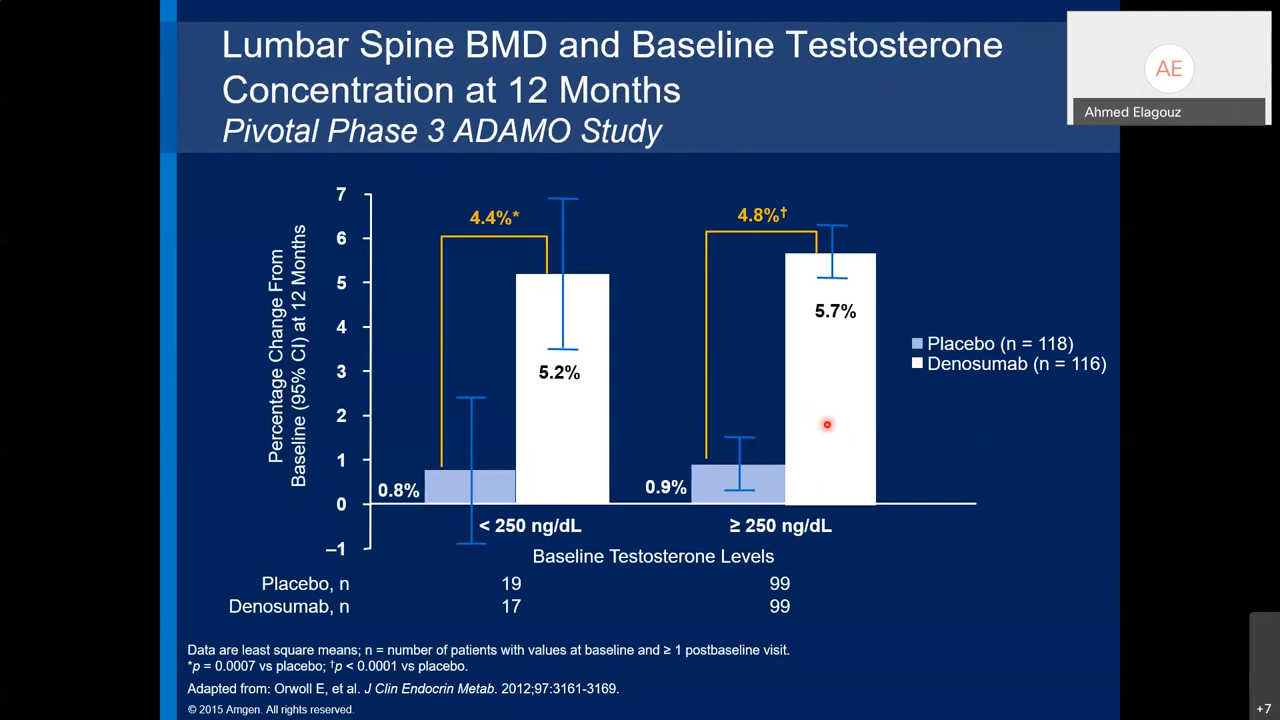 Lumbar Spine BMD and Baseline Testosterone
Concentration at 12 Months
Pivotal Phase 3 ADAMO Study
AE
Ahmed Elagouz
Percentage Change From
Baseline (95% CI) at 12 Months
7
6
5
4
3
2
1
0
–1
4.4%*
4.8%†
5.2%
5.7%
0.8%
0.9%
Placebo (n = 118)
Denosumab (n = 116)
< 250 ng/dL
≥ 250 ng/dL
Baseline Testosterone Levels
Placebo, n 19 99
Denosumab, n 17 99
Data are least square means; n = number of patients with values at baseline and ≥ 1 postbaseline visit.
*p = 0.0007 vs placebo; †p < 0.0001 vs placebo.
Adapted from: Orwoll E, et al. J Clin Endocrin Metab. 2012;97:3161-3169.
© 2015 Amgen. All rights reserved.
+7